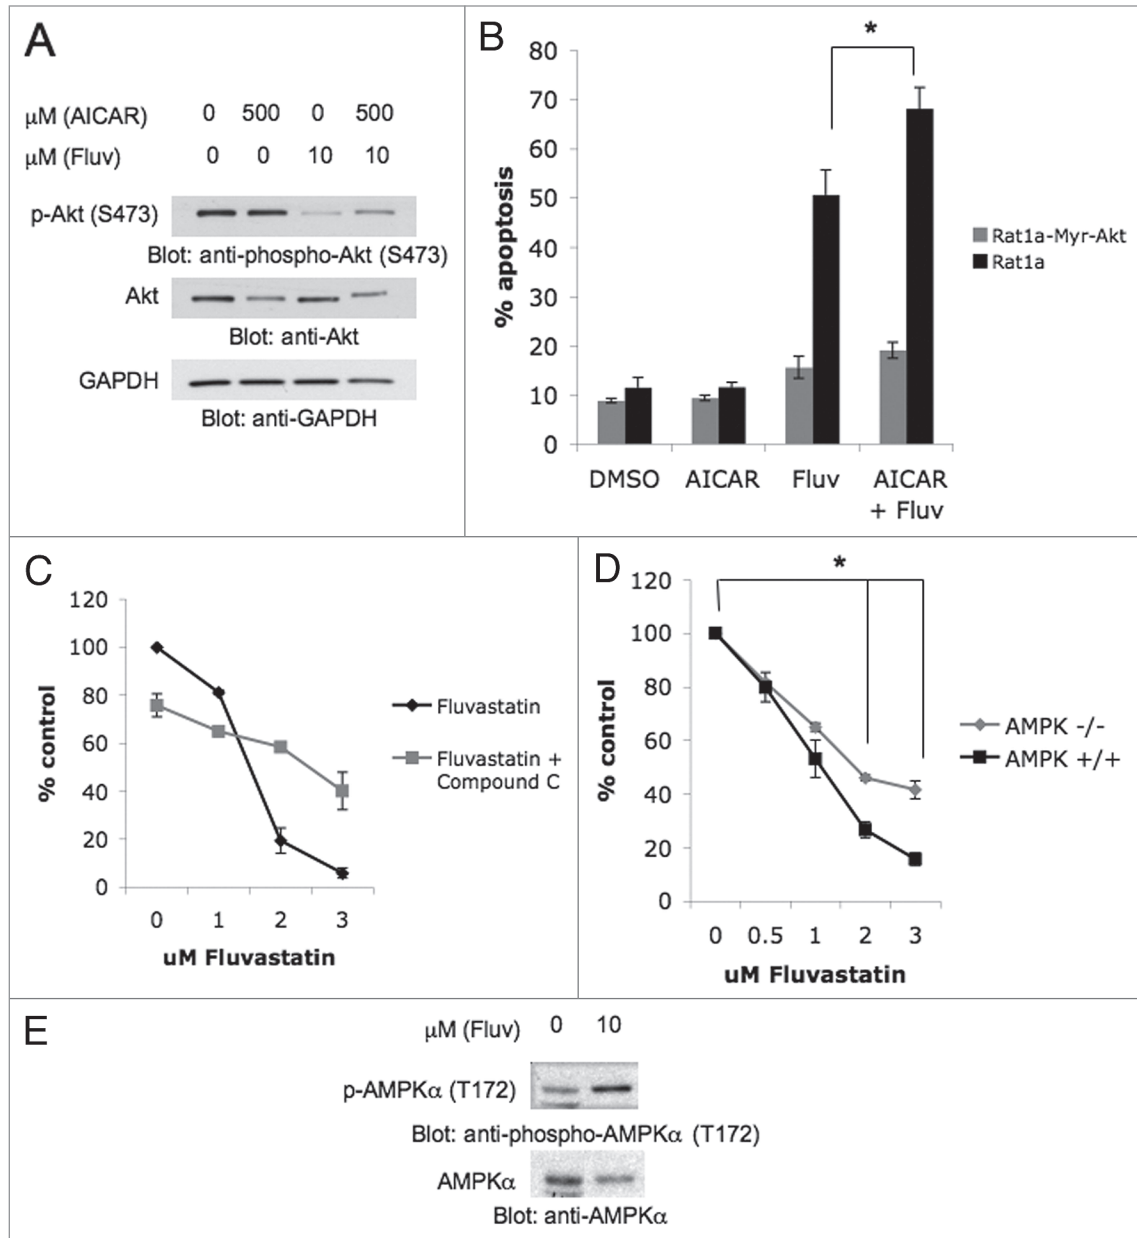 A
μM (AICAR) 0 500 0 500
μM (Fluv) 0 0 10 10
p-Akt (S473)
Blot: anti-phospho-Akt (S473)
Akt
Blot: anti-Akt
GAPDH
Blot: anti-GAPDH
B
*
80
70
60
50
40
30
20
10
0
% apoptosis
DMSO AICAR Fluv AICAR
+ Fluv
Rat1a-Myr-Akt
Rat1a
C
120
100
80
60
40
20
0
% control
0 1 2 3
uM Fluvastatin
Fluvastatin
Fluvastatin +
Compound C
D
*
120
100
80
60
40
20
0
% control
0 0.5 1 2 3
uM Fluvastatin
AMPK -/-
AMPK +/+
E
μM (Fluv) 0 10
p-AMPKα (T172)
Blot: anti-phospho-AMPKα (T172)
AMPKα
Blot: anti-AMPKα